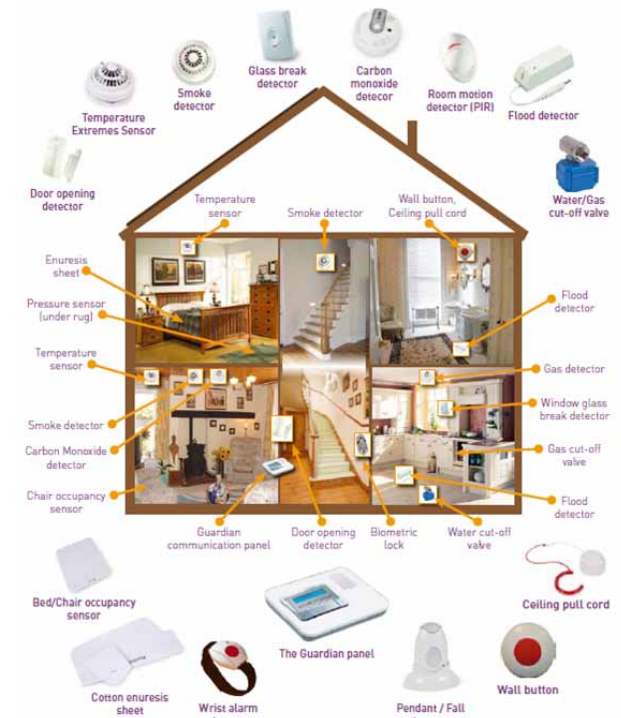 Glass break
detector
Carbon
monoxide
detecor
Smoke
detector
Room motion
detector (PIR)
Temperature
Extremes Sensor
Flood detector
Door opening
detector
Water/Gas
cut-off valve
Temperature
sensor
Smoke detector
Wall button,
Ceiling pull cord
Enuresis
sheet
Pressure sensor
(under rug)
Temperature
sensor
Smoke detector
Carbon Monoxide
detector
Chair occupancy
sensor
Flood
detector
Gas detector
Window glass
break detector
Gas cut-off
valve
Flood
detector
Guardian
communication panel
Door opening
detector
Biometric
lock
Water cut-off
valve
Bed/Chair occupancy
sensor
The Guardian panel
Ceiling pull cord
Cotton enuresis
sheet
Wrist alarm
Pendant / Fall
Wall button